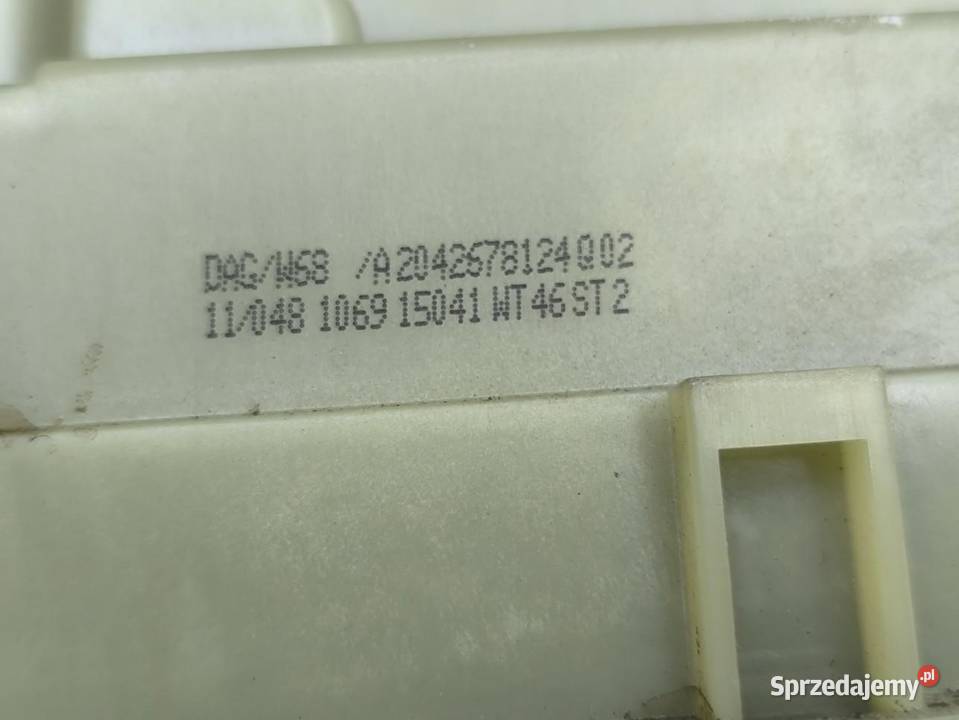 DAG/W68 /A2042678124Q02
11/048 1069 15041 WT46 ST2
Sprzedajemy.pl